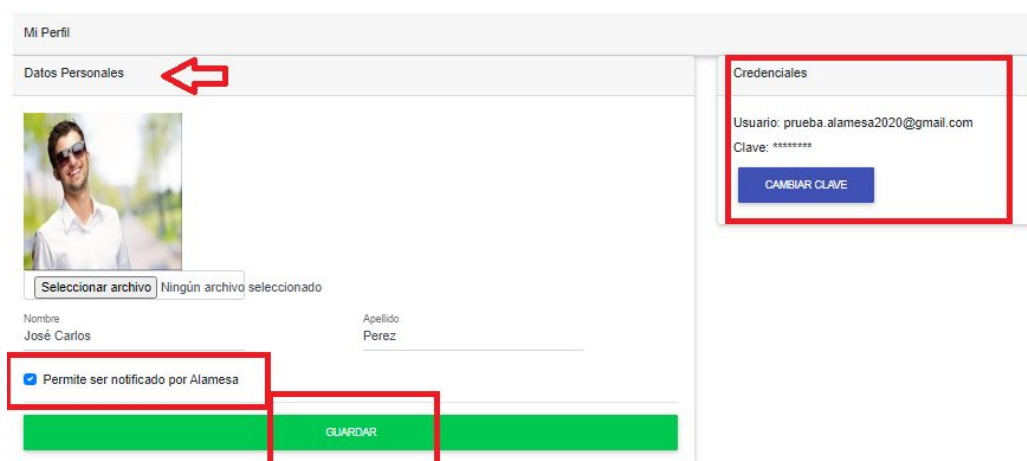 Mi Perfil
Datos Personales
Seleccionar archivo Ningún archivo seleccionado
Nombre
José Carlos
Apellido
Perez
Permite ser notificado por Alamesa
GUARDAR
Credenciales
Usuario: prueba.alamesa2020@gmail.com
Clave: ********
CAMBIAR CLAVE